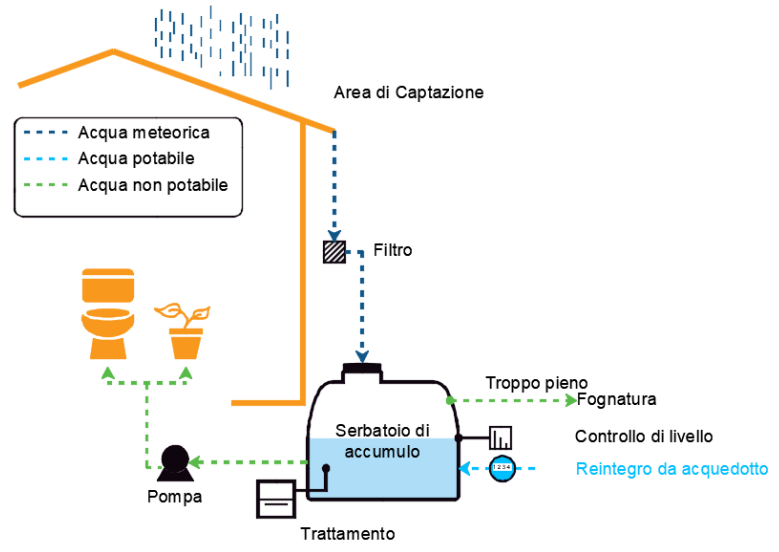 Area di Captazione
Acqua meteorica
Acqua potabile
Acqua non potabile
Filtro
Troppo pieno
Fognatura
Serbatoio di
accumulo
Controllo di livello
1234
Reintegro da acquedotto
Pompa
Trattamento